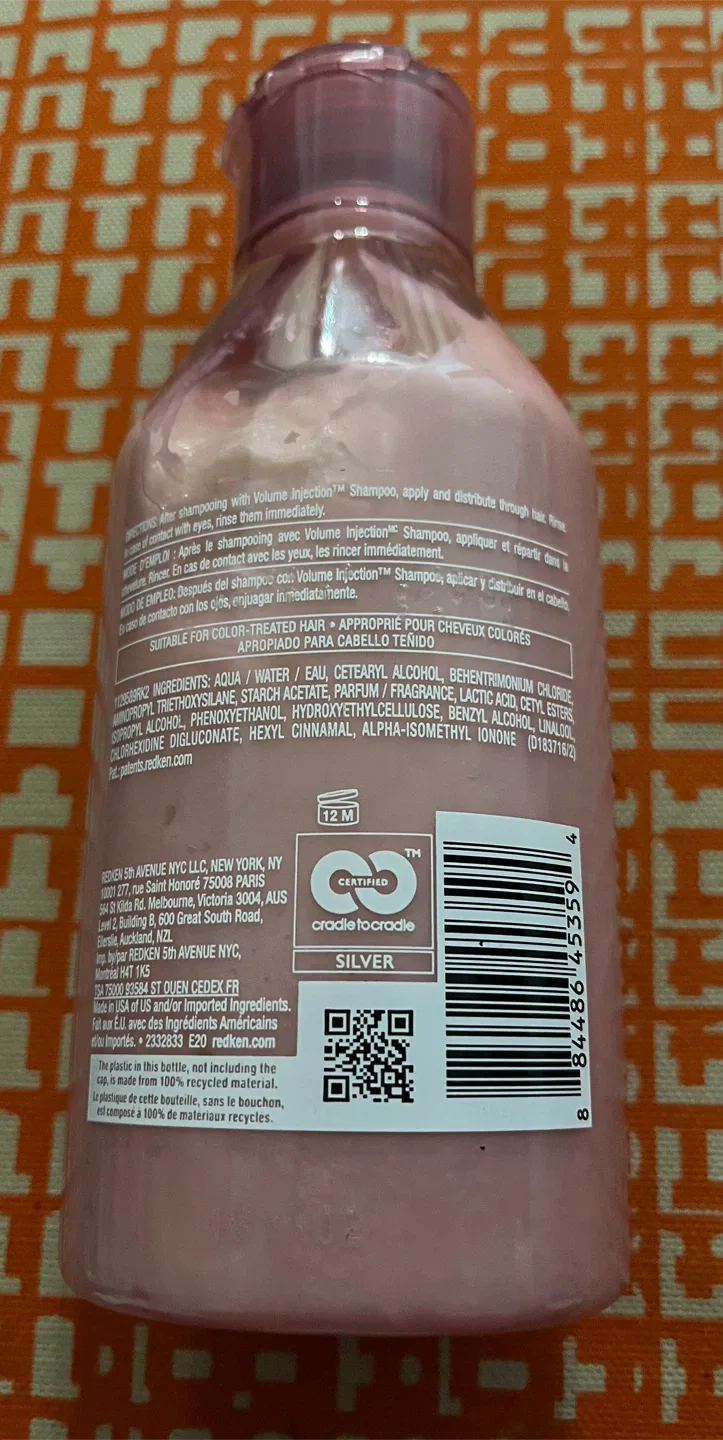 DIRECTIONS: After shampooing with Volume Injection™ Shampoo, apply and distribute through hair. Rinse.
In case of contact with eyes, rinse them immediately.
MODE D'EMPLOI : Après le shampooing avec Volume Injection^MC Shampoo, appliquer et répartir dans la
chevelure. Rincer. En cas de contact avec les yeux, les rincer immédiatement.
MODO DE EMPLEO: Después del shampoo con Volume Injection™ Shampoo, aplicar y distribuir en el cabello.
En caso de contacto con los ojos, enjuagar inmediatamente.
SUITABLE FOR COLOR-TREATED HAIR • APPROPRIÉ POUR CHEVEUX COLORÉS
APROPIADO PARA CABELLO TEÑIDO
1129589RK2 INGREDIENTS: AQUA / WATER / EAU, CETEARYL ALCOHOL, BEHENTRIMONIUM CHLORIDE,
AMINOPROPYL TRIETHOXYSILANE, STARCH ACETATE, PARFUM / FRAGRANCE, LACTIC ACID, CETYL ESTERS,
ISOPROPYL ALCOHOL, PHENOXYETHANOL, HYDROXYETHYLCELLULOSE, BENZYL ALCOHOL, LINALOOL,
CHLORHEXIDINE DIGLUCONATE, HEXYL CINNAMAL, ALPHA-ISOMETHYL IONONE (D183716/2)
Pat.: patents.redken.com
12 M
REDKEN 5th AVENUE NYC LLC, NEW YORK, NY
10001 277, rue Saint Honoré 75008 PARIS
564 St Kilda Rd. Melbourne, Victoria 3004, AUS
Level 2, Building B, 600 Great South Road,
Ellerslie, Auckland, NZL
Imp. by/par REDKEN 5th AVENUE NYC,
Montréal H4T 1K5
TSA 75000 93584 ST OUEN CEDEX FR
Made in USA of US and/or Imported Ingredients.
Fait aux É.U. avec des Ingrédients Américains
et/ou Importés. • 2332833 E20 redken.com
CERTIFIED
TM
cradletocradle
SILVER
The plastic in this bottle, not including the
cap, is made from 100% recycled material.
Le plastique de cette bouteille, sans le bouchon,
est composé à 100% de matériaux recyclés.
8 84486 45359 4